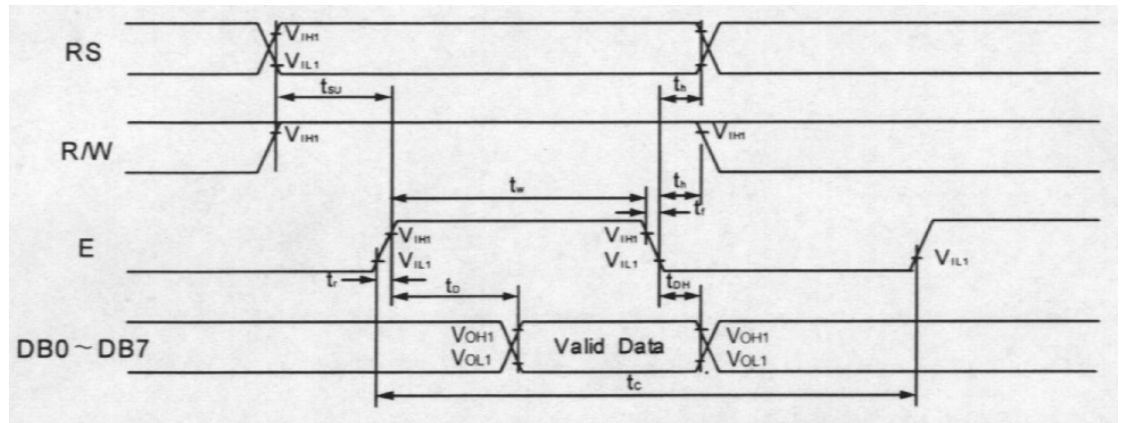 RS
VIH1
VIL1
tsu
th
R/W
VIH1
VIH1
tw
th
tf
E
VIH1
VIL1
VIH1
VIL1
VIL1
tr
tD
tDH
DB0~DB7
VOH1
VOL1
Valid Data
VOH1
VOL1
tc